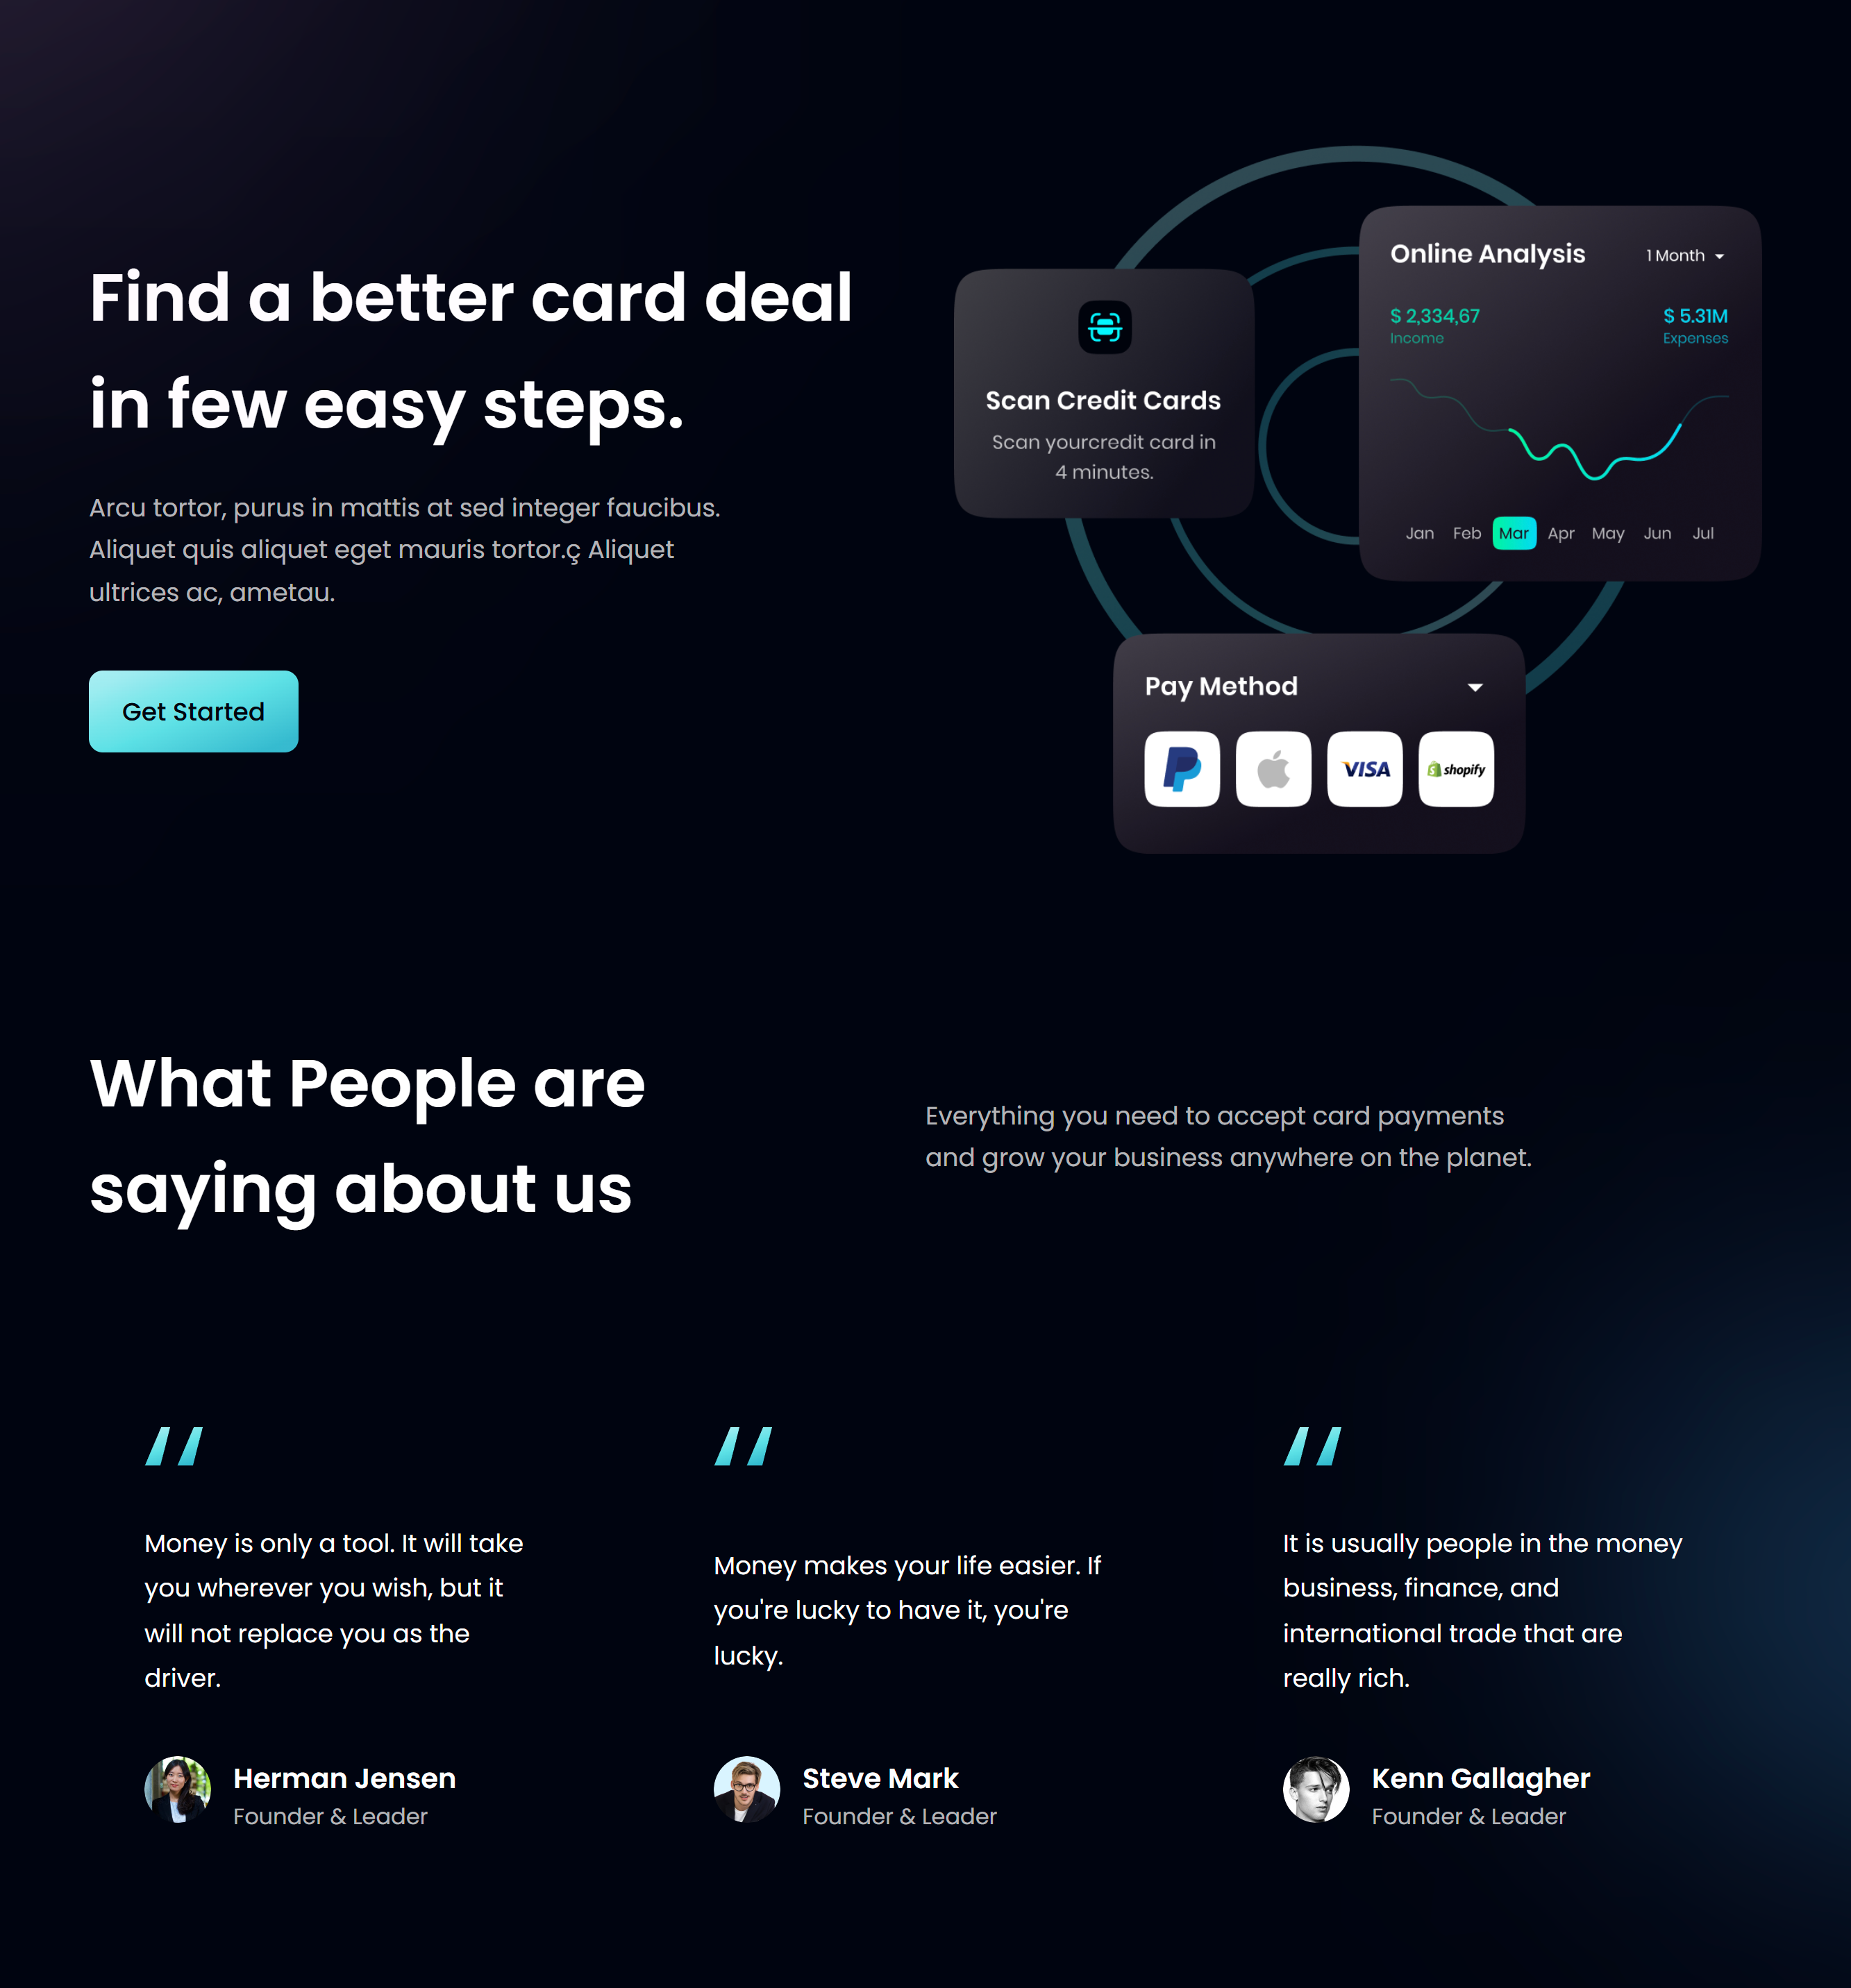 Find a better card deal
in few easy steps.
Arcu tortor, purus in mattis at sed integer faucibus.
Aliquet quis aliquet eget mauris tortor.ç Aliquet
ultrices ac, ametau.
Get Started
Scan Credit Cards
Scan yourcredit card in
4 minutes.
Online Analysis
1 Month
$ 2,334,67
$ 5.31M
Income
Expenses
Jan Feb Mar Apr May Jun Jul
Pay Method
VISA
shopify
What People are
saying about us
Everything you need to accept card payments
and grow your business anywhere on the planet.
Money is only a tool. It will take
you wherever you wish, but it
will not replace you as the
driver.
Herman Jensen
Founder & Leader
Money makes your life easier. If
you're lucky to have it, you're
lucky.
Steve Mark
Founder & Leader
It is usually people in the money
business, finance, and
international trade that are
really rich.
Kenn Gallagher
Founder & Leader